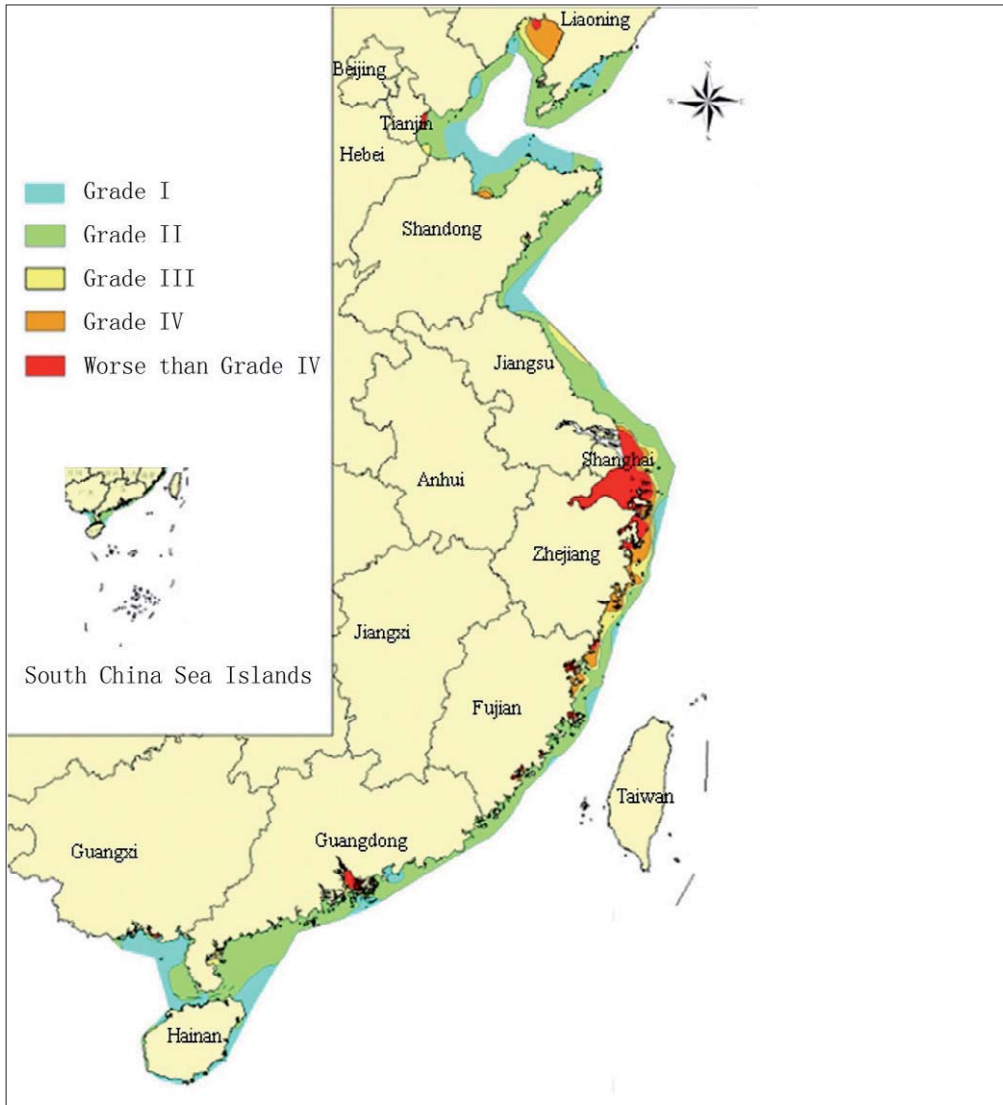 Liaoning
Beijing
Tianjin
Hebei
Grade I
Grade II
Shandong
Grade III
Grade IV
Worse than Grade IV
Jiangsu
Shanghai
Anhui
Zhejiang
Jiangxi
South China Sea Islands
Fujian
Taiwan
Guangdong
Guangxi
Hainan